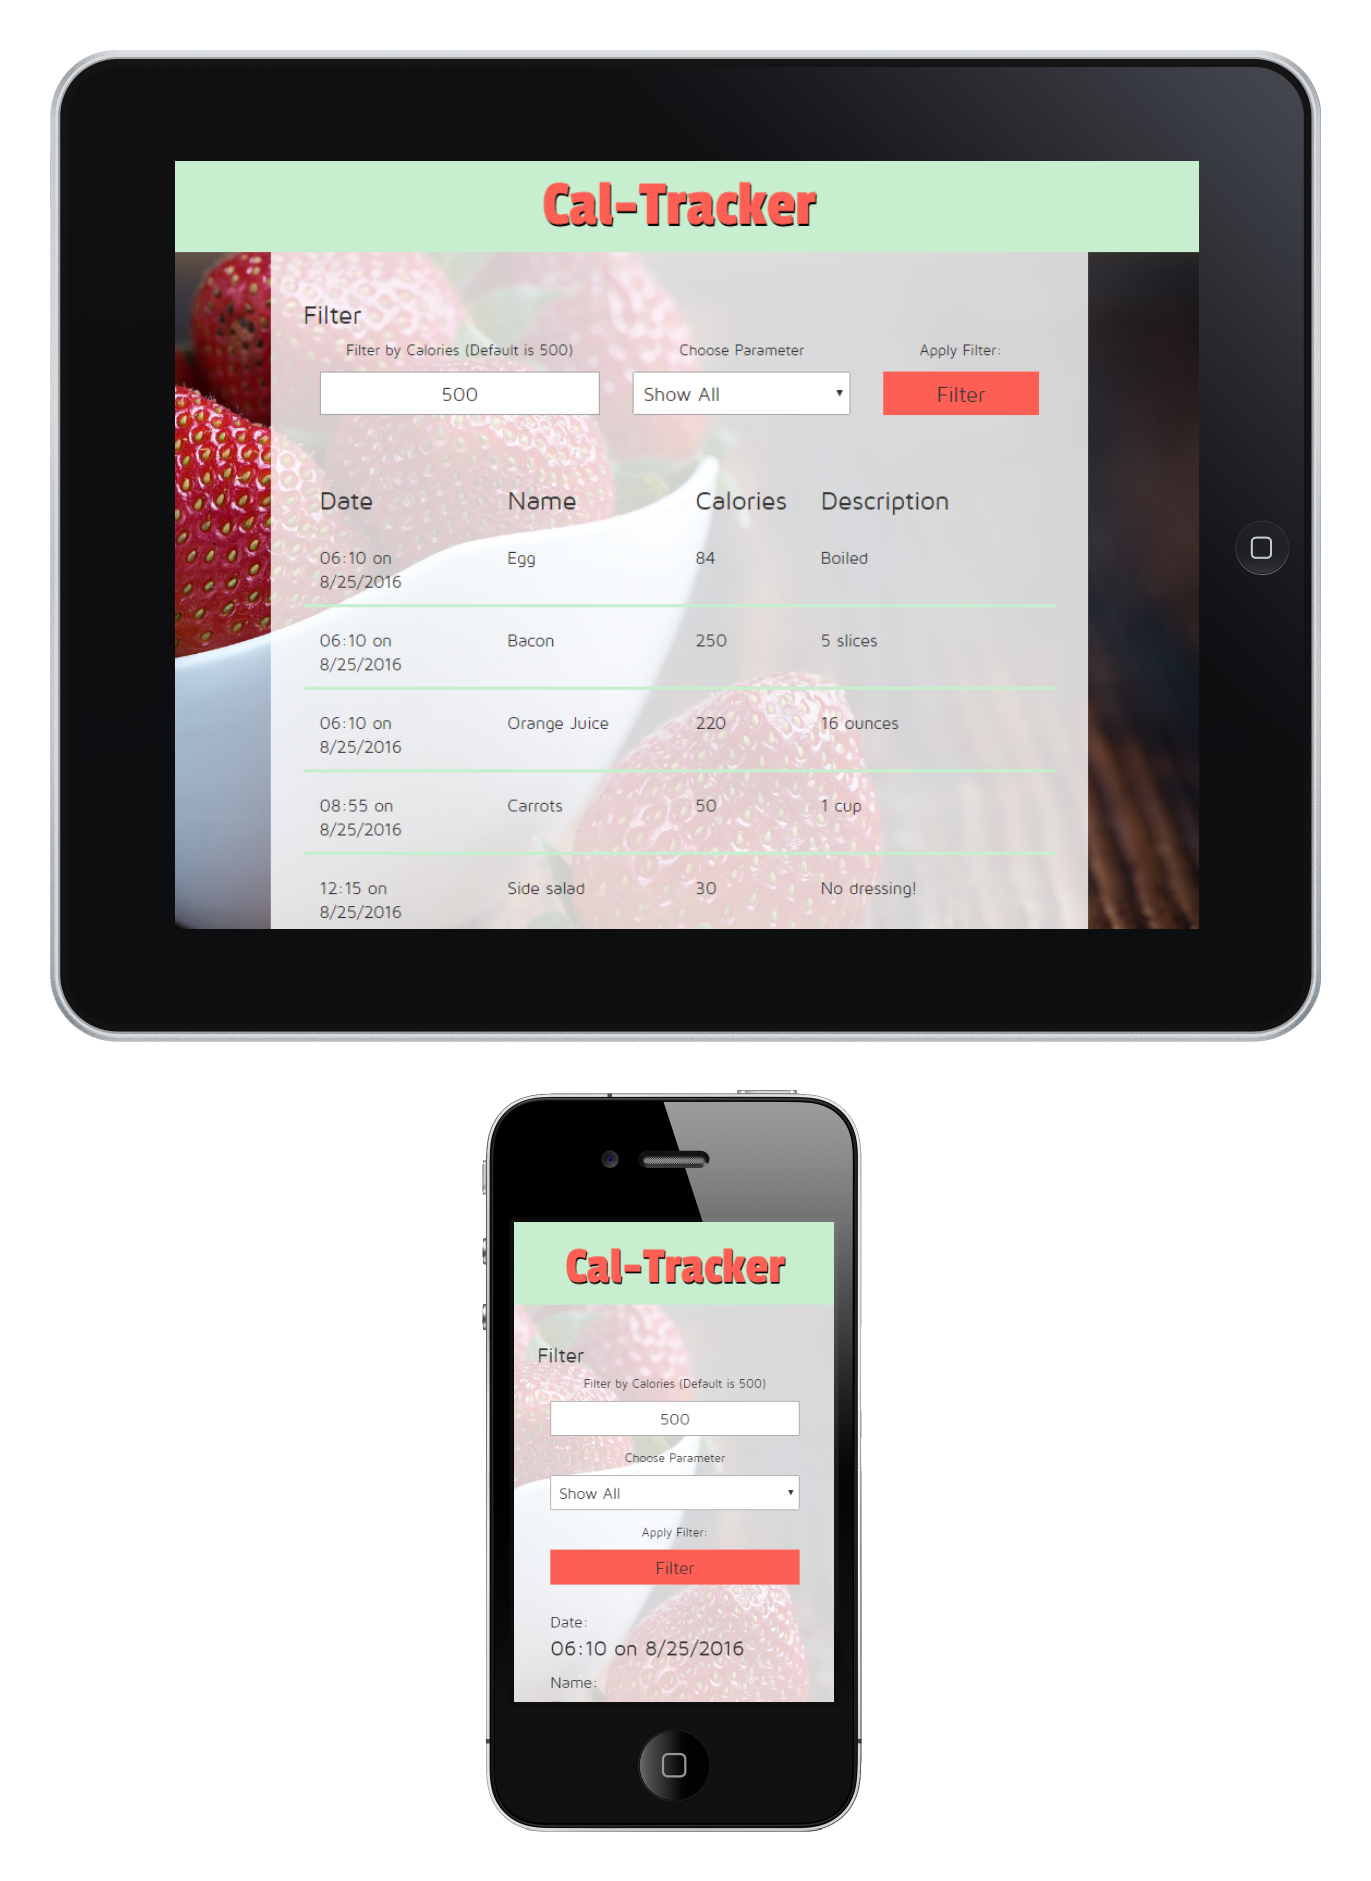 Cal-Tracker
Filter
Filter by Calories (Default is 500)
Choose Parameter
Apply Filter:
500
Show All
Filter
Date
Name
Calories
Description
06:10 on
8/25/2016
Egg
84
Boiled
06:10 on
8/25/2016
Bacon
250
5 slices
06:10 on
8/25/2016
Orange Juice
220
16 ounces
08:55 on
8/25/2016
Carrots
50
1 cup
12:15 on
8/25/2016
Side salad
30
No dressing!
Cal-Tracker
Filter
Filter by Calories (Default is 500)
500
Choose Parameter
Show All
Apply Filter:
Filter
Date:
06:10 on 8/25/2016
Name: